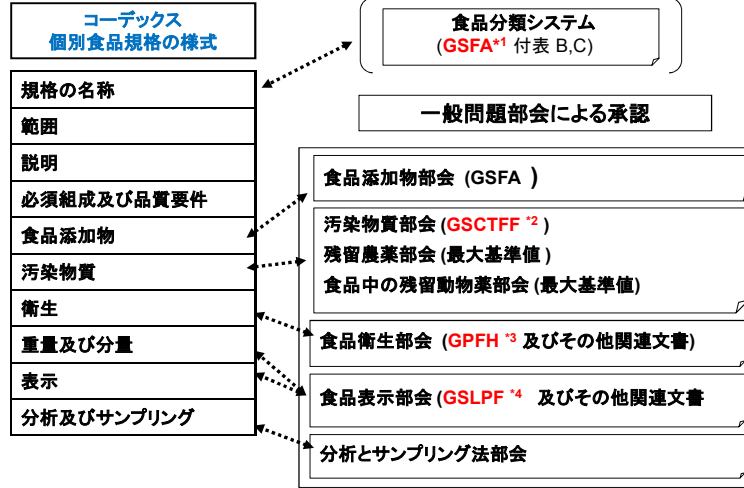 コーデックス
個別食品規格の様式
規格の名称
範囲
説明
必須組成及び品質要件
食品添加物
汚染物質
衛生
重量及び分量
表示
分析及びサンプリング
食品分類システム
(GSFA*1 付表 B,C)
一般問題部会による承認
食品添加物部会 (GSFA )
汚染物質部会 (GSCTFF *2 )
残留農薬部会 (最大基準値 )
食品中の残留動物薬部会 (最大基準値)
食品衛生部会 (GPFH *3 及びその他関連文書)
食品表示部会 (GSLPF *4 及びその他関連文書
分析とサンプリング法部会